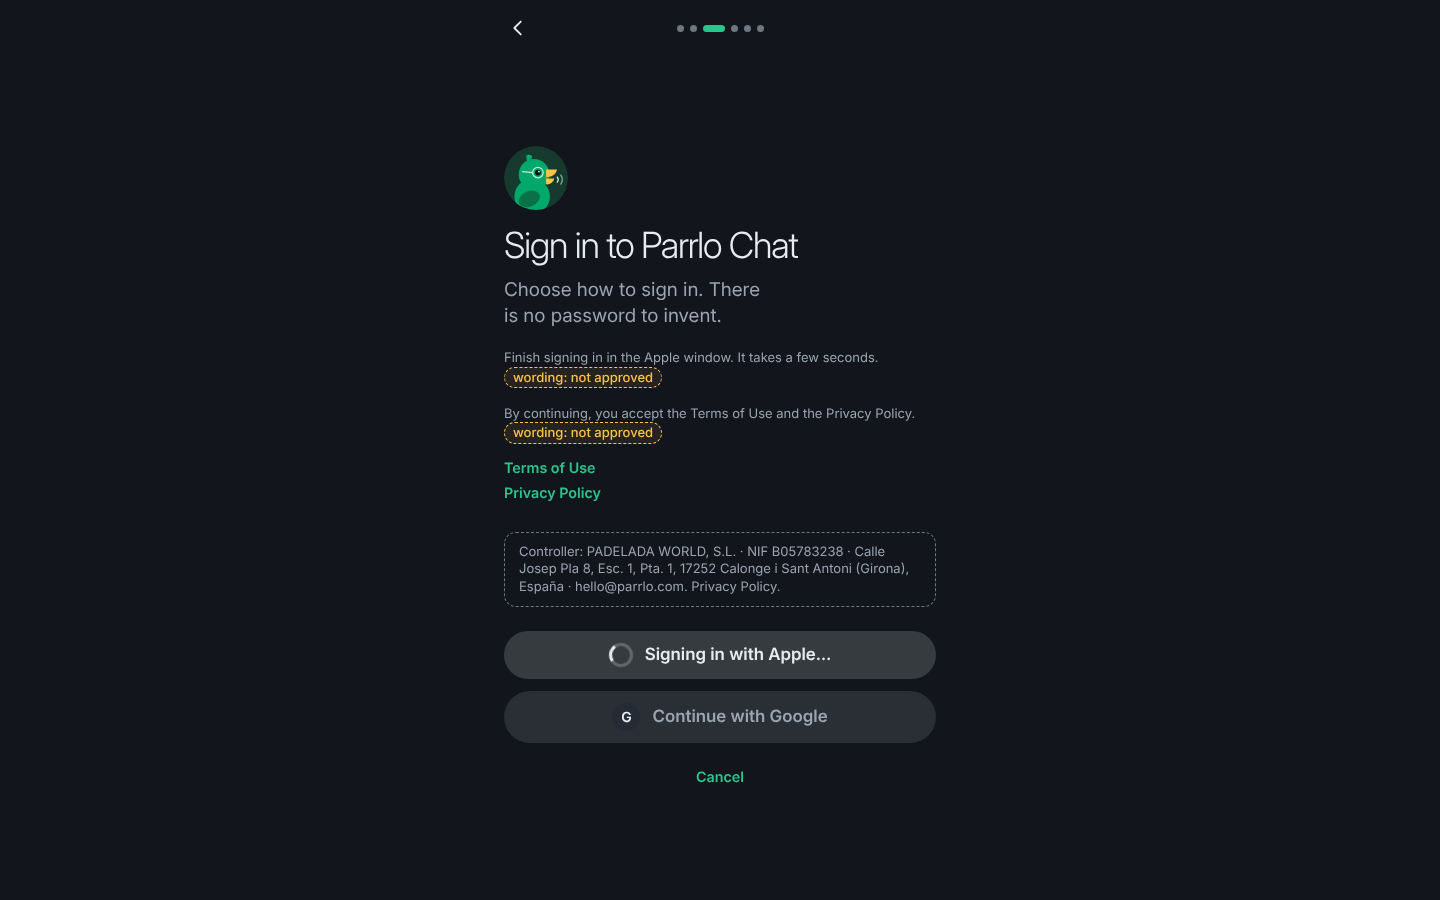 Sign in to Parrlo Chat
Choose how to sign in. There
is no password to invent.
Finish signing in in the Apple window. It takes a few seconds.
wording: not approved
By continuing, you accept the Terms of Use and the Privacy Policy.
wording: not approved
Terms of Use
Privacy Policy
Controller: PADELADA WORLD, S.L. · NIF B05783238 · Calle
Josep Pla 8, Esc. 1, Pta. 1, 17252 Calonge i Sant Antoni (Girona),
España · hello@parrlo.com. Privacy Policy.
Signing in with Apple...
G Continue with Google
Cancel